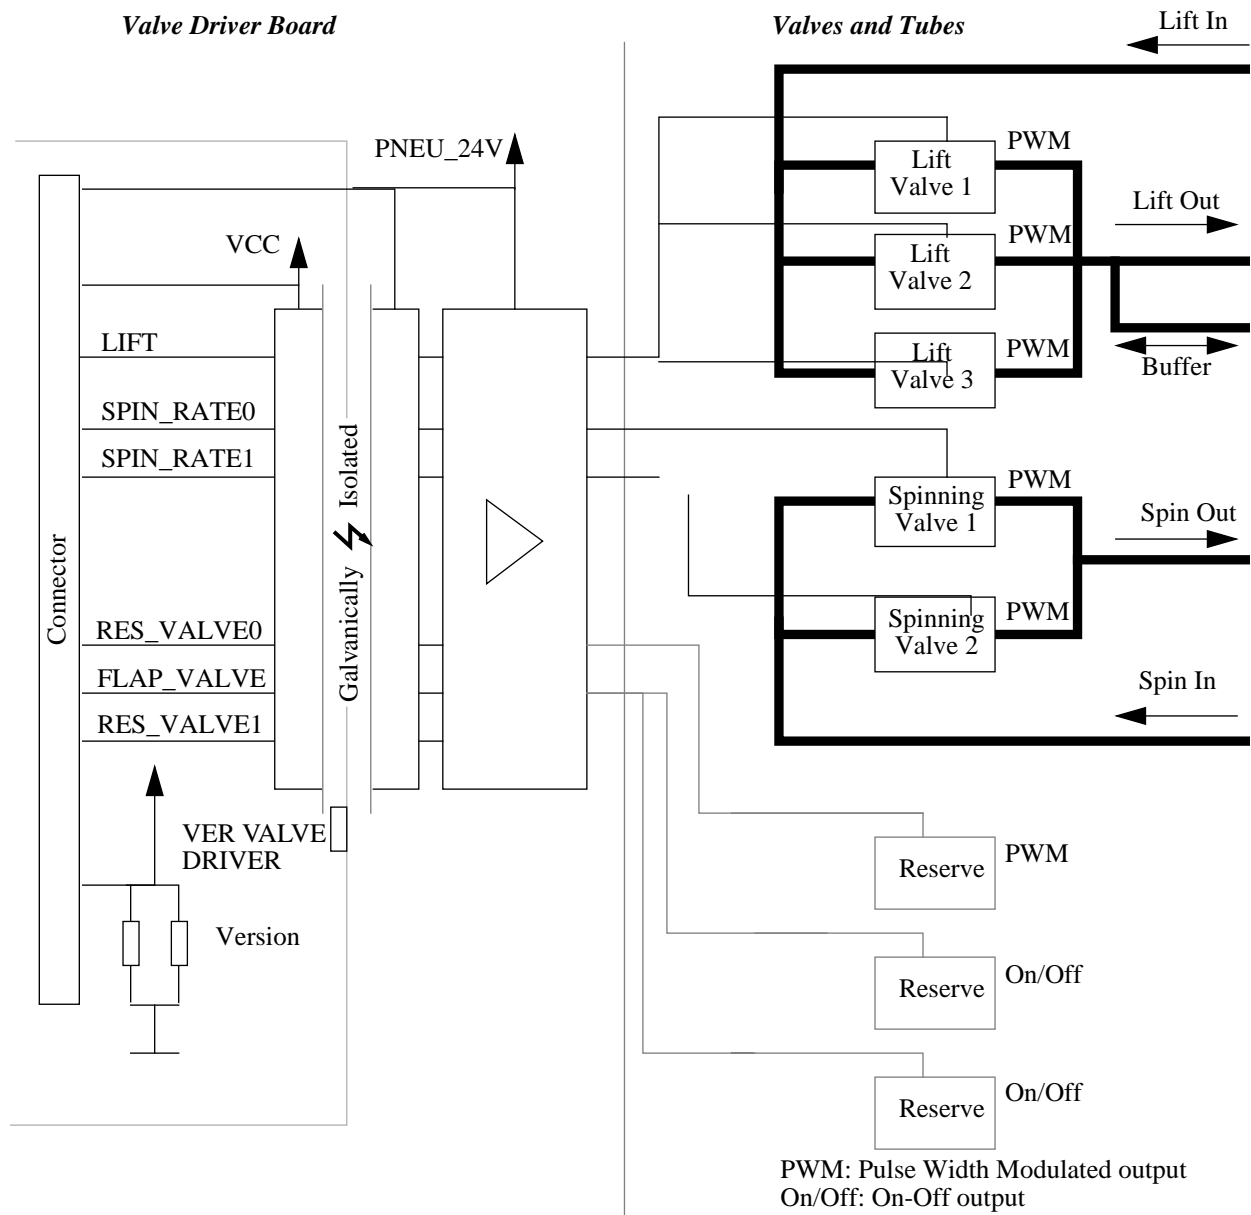 Valve Driver Board
Valves and Tubes
Lift In
PNEU_24V
PWM
Lift
Valve 1
Lift Out
VCC
PWM
Lift
Valve 2
LIFT
PWM
Lift
Valve 3
Buffer
SPIN_RATE0
SPIN_RATE1
Galvanically Isolated
PWM
Spinning
Valve 1
Spin Out
Connector
PWM
Spinning
Valve 2
RES_VALVE0
FLAP_VALVE
RES_VALVE1
Spin In
VER VALVE
DRIVER
Reserve
PWM
Version
Reserve
On/Off
Reserve
On/Off
PWM: Pulse Width Modulated output
On/Off: On-Off output